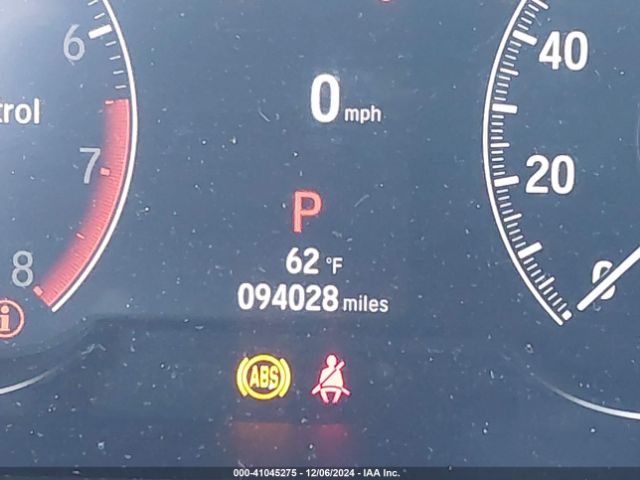 6
7
8
trol
0 mph
P
62 °F
094028 miles
ABS
i
40
20
0
000-41045275 - 12/06/2024 - IAA Inc.